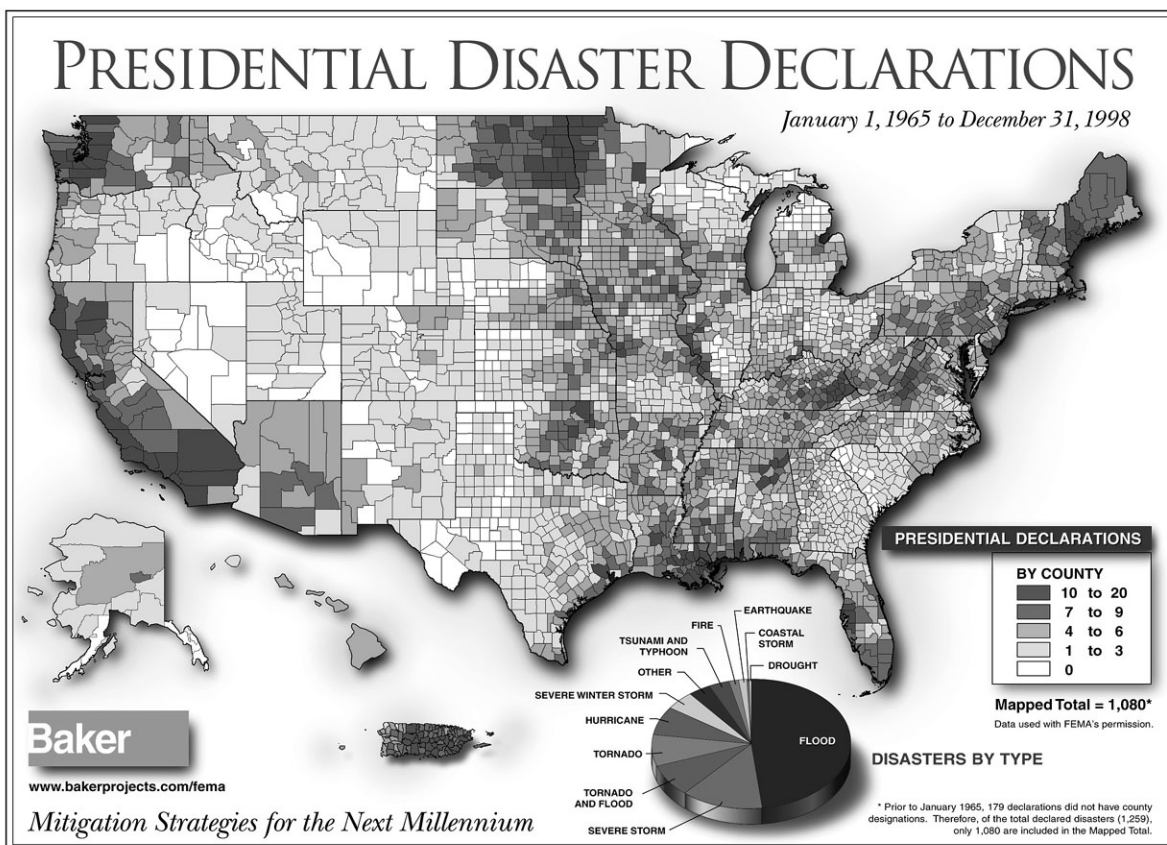 PRESIDENTIAL DISASTER DECLARATIONS
January 1, 1965 to December 31, 1998
PRESIDENTIAL DECLARATIONS
BY COUNTY
10 to 20
7 to 9
4 to 6
1 to 3
0
Mapped Total = 1,080*
Data used with FEMA's permission.
EARTHQUAKE
FIRE
COASTAL
STORM
TSUNAMI AND
TYPHOON
DROUGHT
OTHER
SEVERE WINTER STORM
HURRICANE
FLOOD
TORNADO
TORNADO
AND FLOOD
SEVERE STORM
DISASTERS BY TYPE
Baker
www.bakerprojects.com/fema
Mitigation Strategies for the Next Millennium
* Prior to January 1965, 179 declarations did not have county
designations. Therefore, of the total declared disasters (1,259),
only 1,080 are included in the Mapped Total.